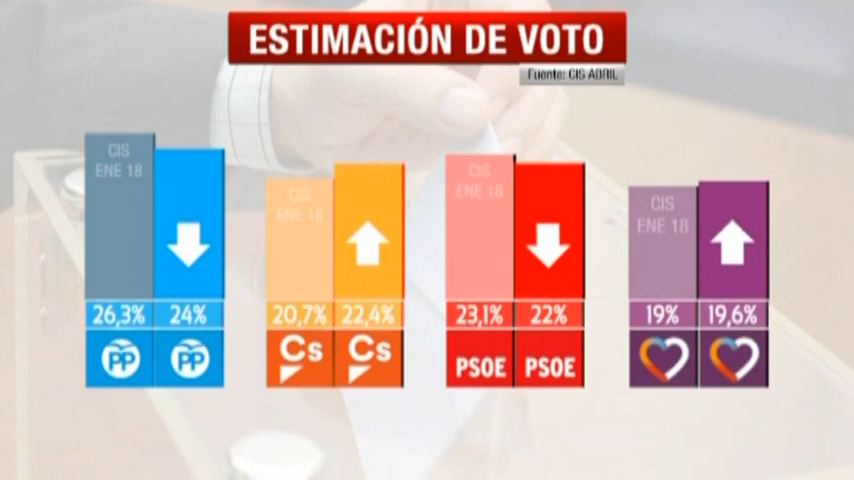 ESTIMACIÓN DE VOTO
Fuente: CIS ABRIL
CIS
ENE 18
CIS
ENE 18
CIS
ENE 18
CIS
ENE 18
26,3% 24% 20,7% 22,4% 23,1% 22% 19% 19,6%
PP PP Cs Cs PSOE PSOE